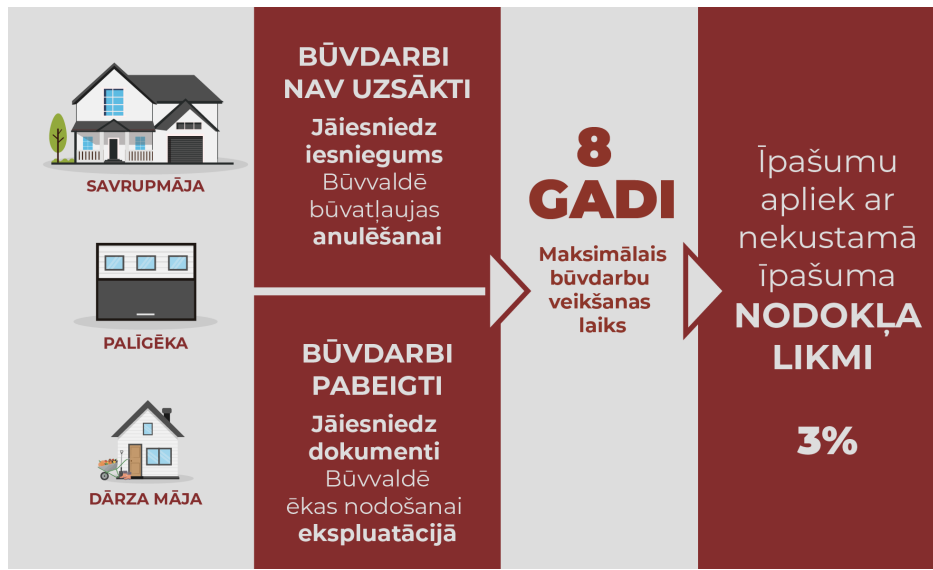 SAVRUPMĀJA
PALĪGĒKA
DĀRZA MĀJA
BŪVDARBI
NAV UZSĀKTI
Jāiesniedz
iesniegums
Būvvaldē
būvatļaujas
anulēšanai
BŪVDARBI
PABEIGTI
Jāiesniedz
dokumenti
Būvvaldē
ēkas nodošanai
ekspluatācijā
8
GADI
Maksimālais
būvdarbu
veikšanas
laiks
Īpašumu
apliek ar
nekustamā
īpašuma
NODOKĻA
LIKMI
3%